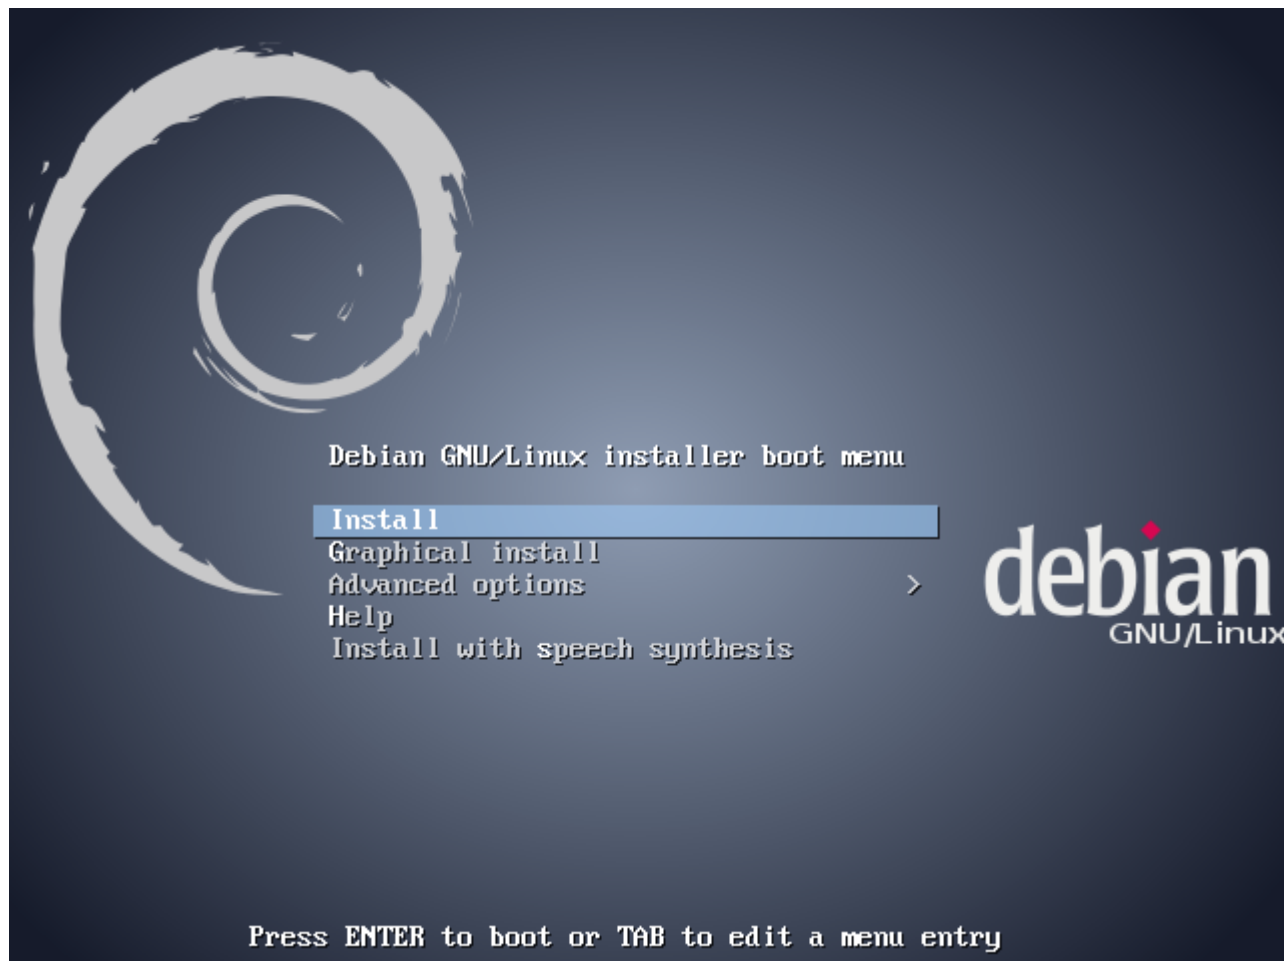 Debian GNU/Linux installer boot menu
Install
Graphical install
Advanced options >
Help
Install with speech synthesis
debian
GNU/Linux
Press ENTER to boot or TAB to edit a menu entry